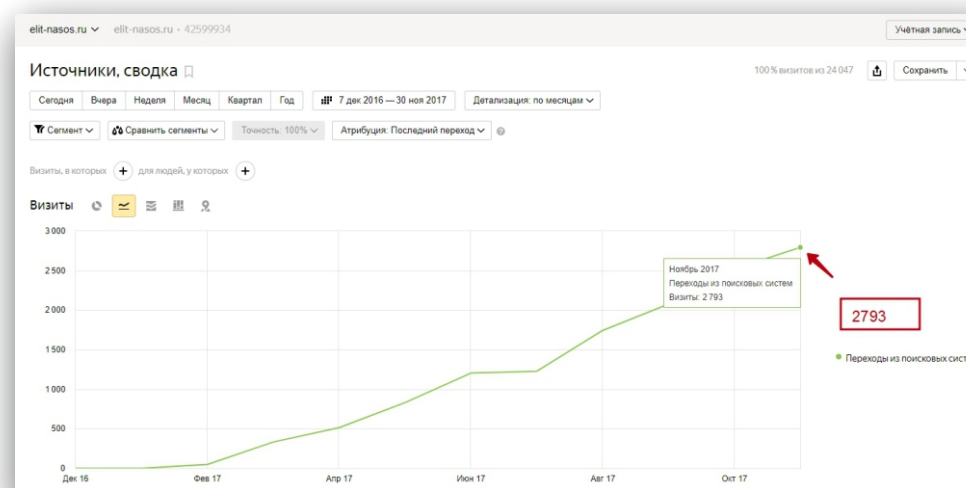 elit-nasos.ru elit-nasos.ru • 42599934 Учётная запись
Источники, сводка 100 % визитов из 24 047 Сохранить
Сегодня Вчера Неделя Месяц Квартал Год 7 дек 2016 — 30 ноя 2017 Детализация: по месяцам
Сегмент Сравнить сегменты Точность: 100% Атрибуция: Последний переход
Визиты, в которых + для людей, у которых +
Визиты
3 000
2 500
2 000
1 500
1 000
500
0
Ноябрь 2017
Переходы из поисковых систем
Визиты: 2 793
2793
Переходы из поисковых сист
Дек 16 Фев 17 Апр 17 Июн 17 Авг 17 Окт 17